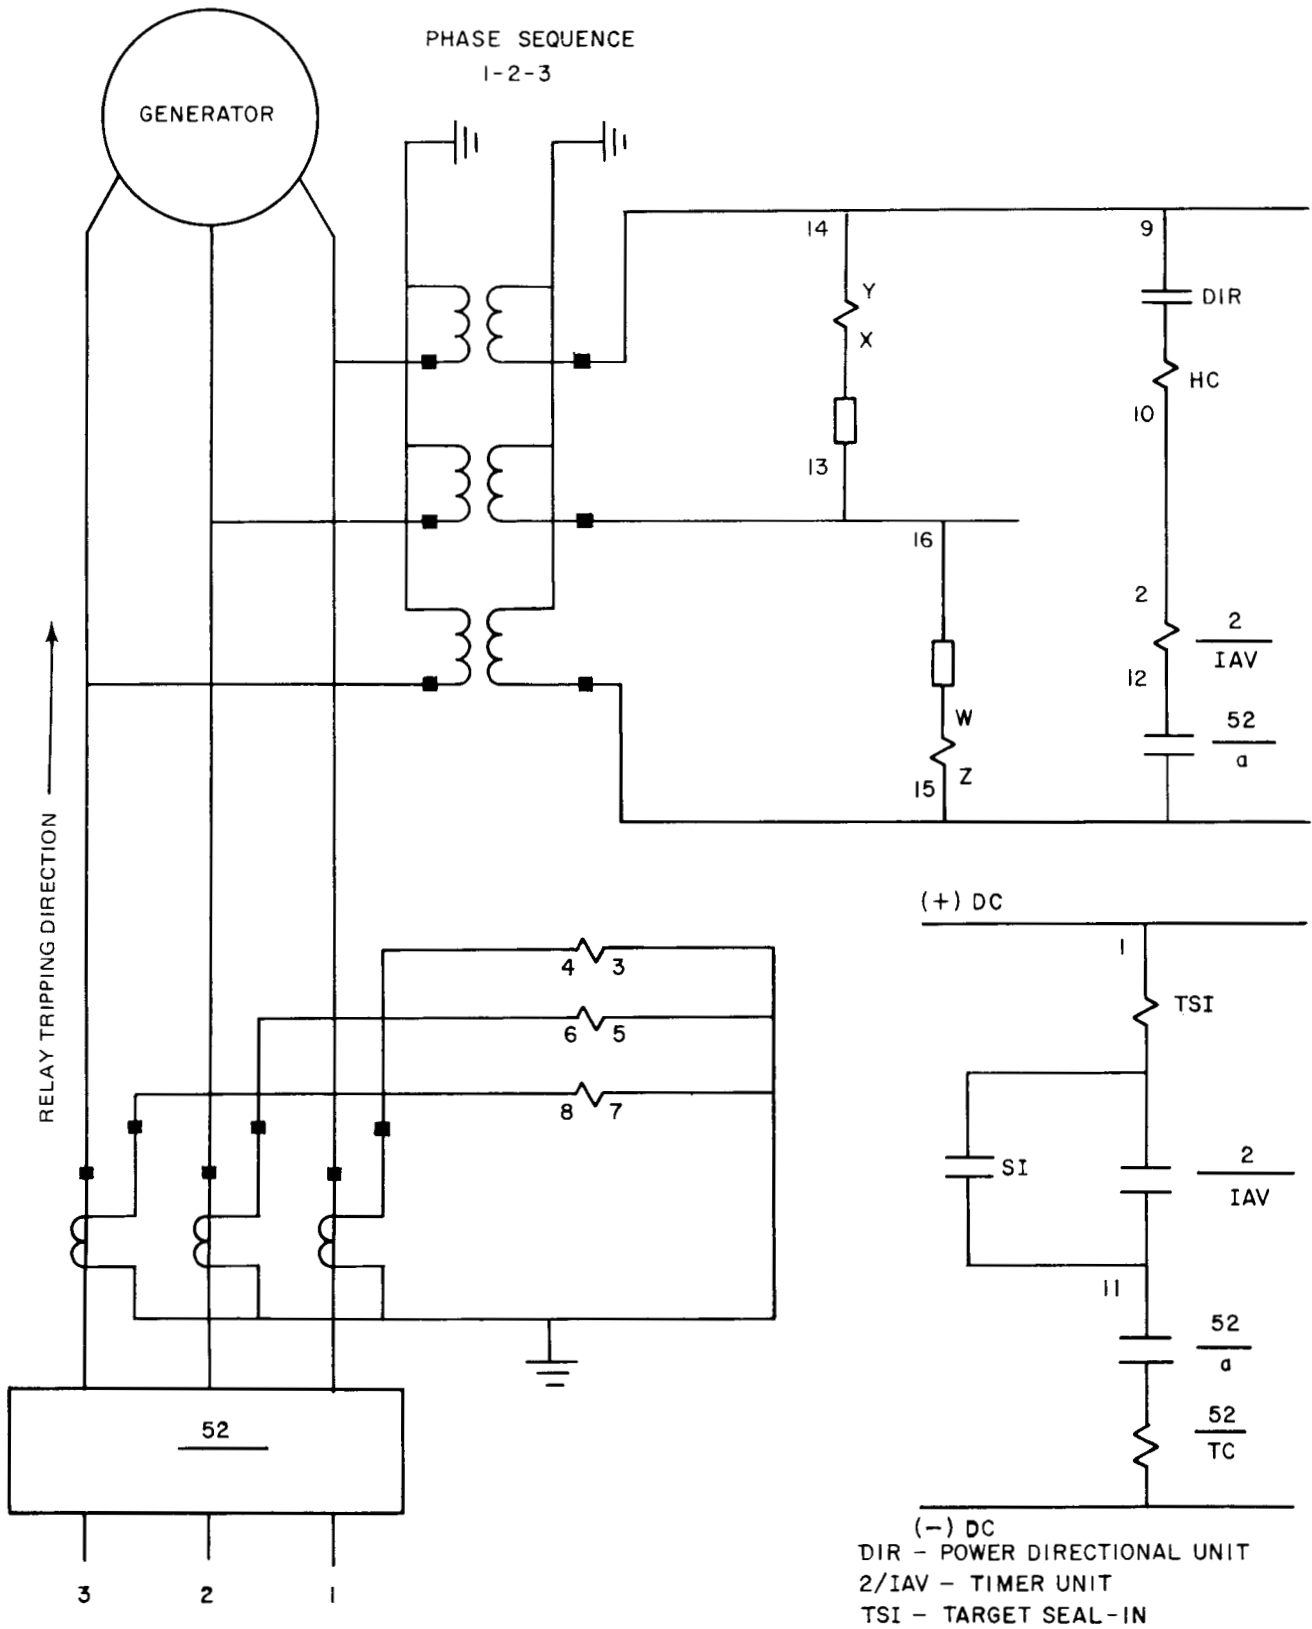 PHASE SEQUENCE
1-2-3
GENERATOR
14
9
Y
DIR
X
HC
10
13
16
2
2
IAV
12
W
52
a
Z
15
RELAY TRIPPING DIRECTION
(+) DC
1
4 3
TSI
6 5
8 7
2
SI
IAV
11
52
a
52
52
TC
(-) DC
DIR - POWER DIRECTIONAL UNIT
3 2 1
2/IAV - TIMER UNIT
TSI - TARGET SEAL-IN